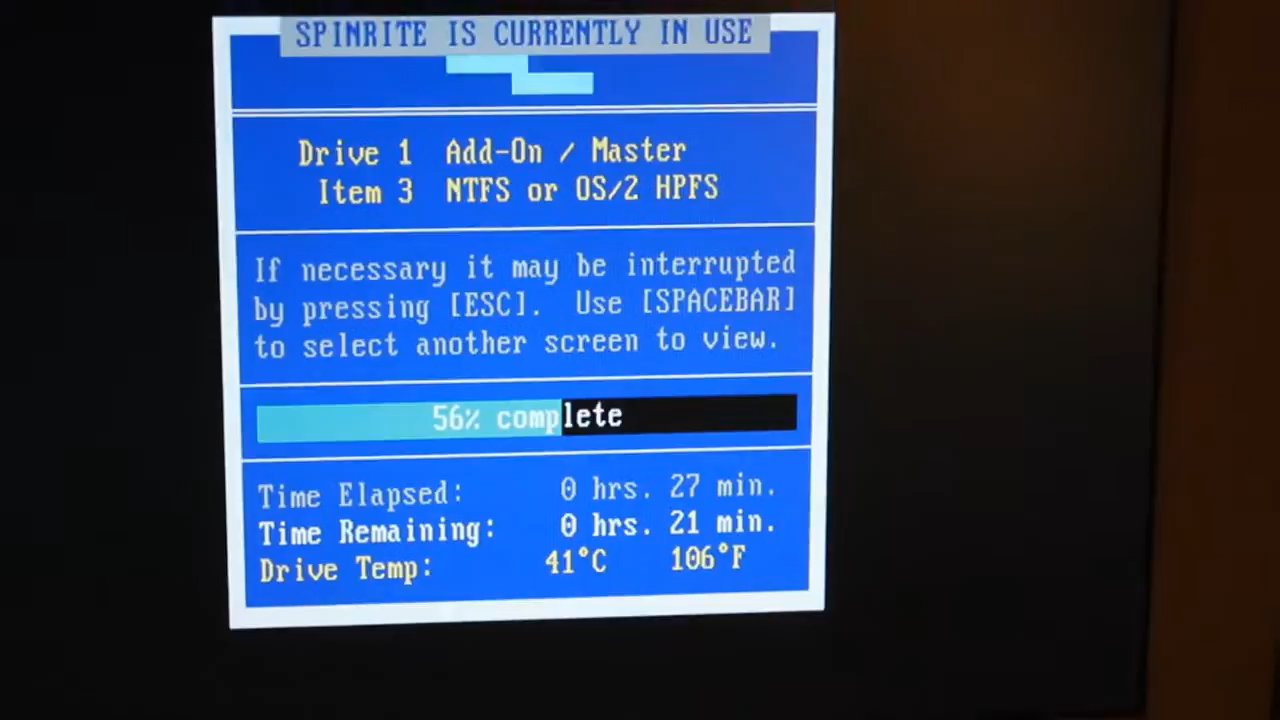 SPINRITE IS CURRENTLY IN USE
Drive 1 Add-On / Master
Item 3 NTFS or OS/2 HPFS
If necessary it may be interrupted
by pressing [ESC]. Use [SPACEBAR]
to select another screen to view.
56% complete
Time Elapsed: 0 hrs. 27 min.
Time Remaining: 0 hrs. 21 min.
Drive Temp: 41°C 106°F